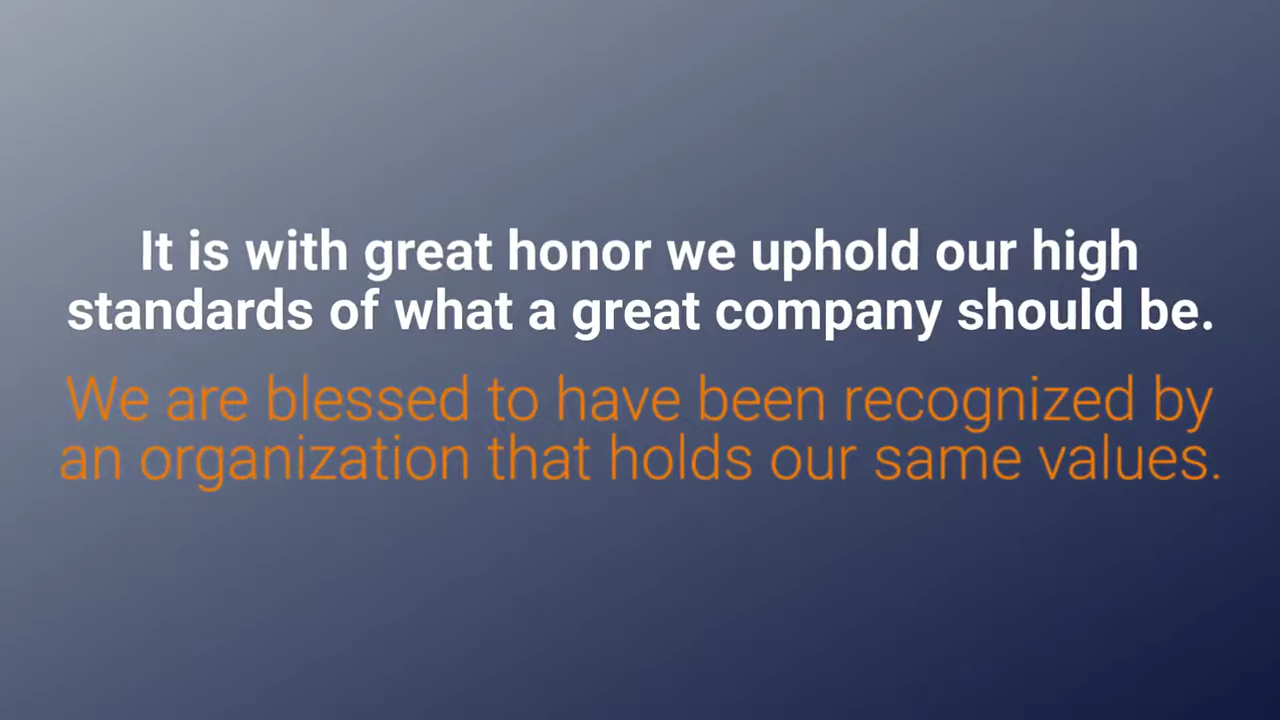 It is with great honor we uphold our high
standards of what a great company should be.
We are blessed to have been recognized by
an organization that holds our same values.